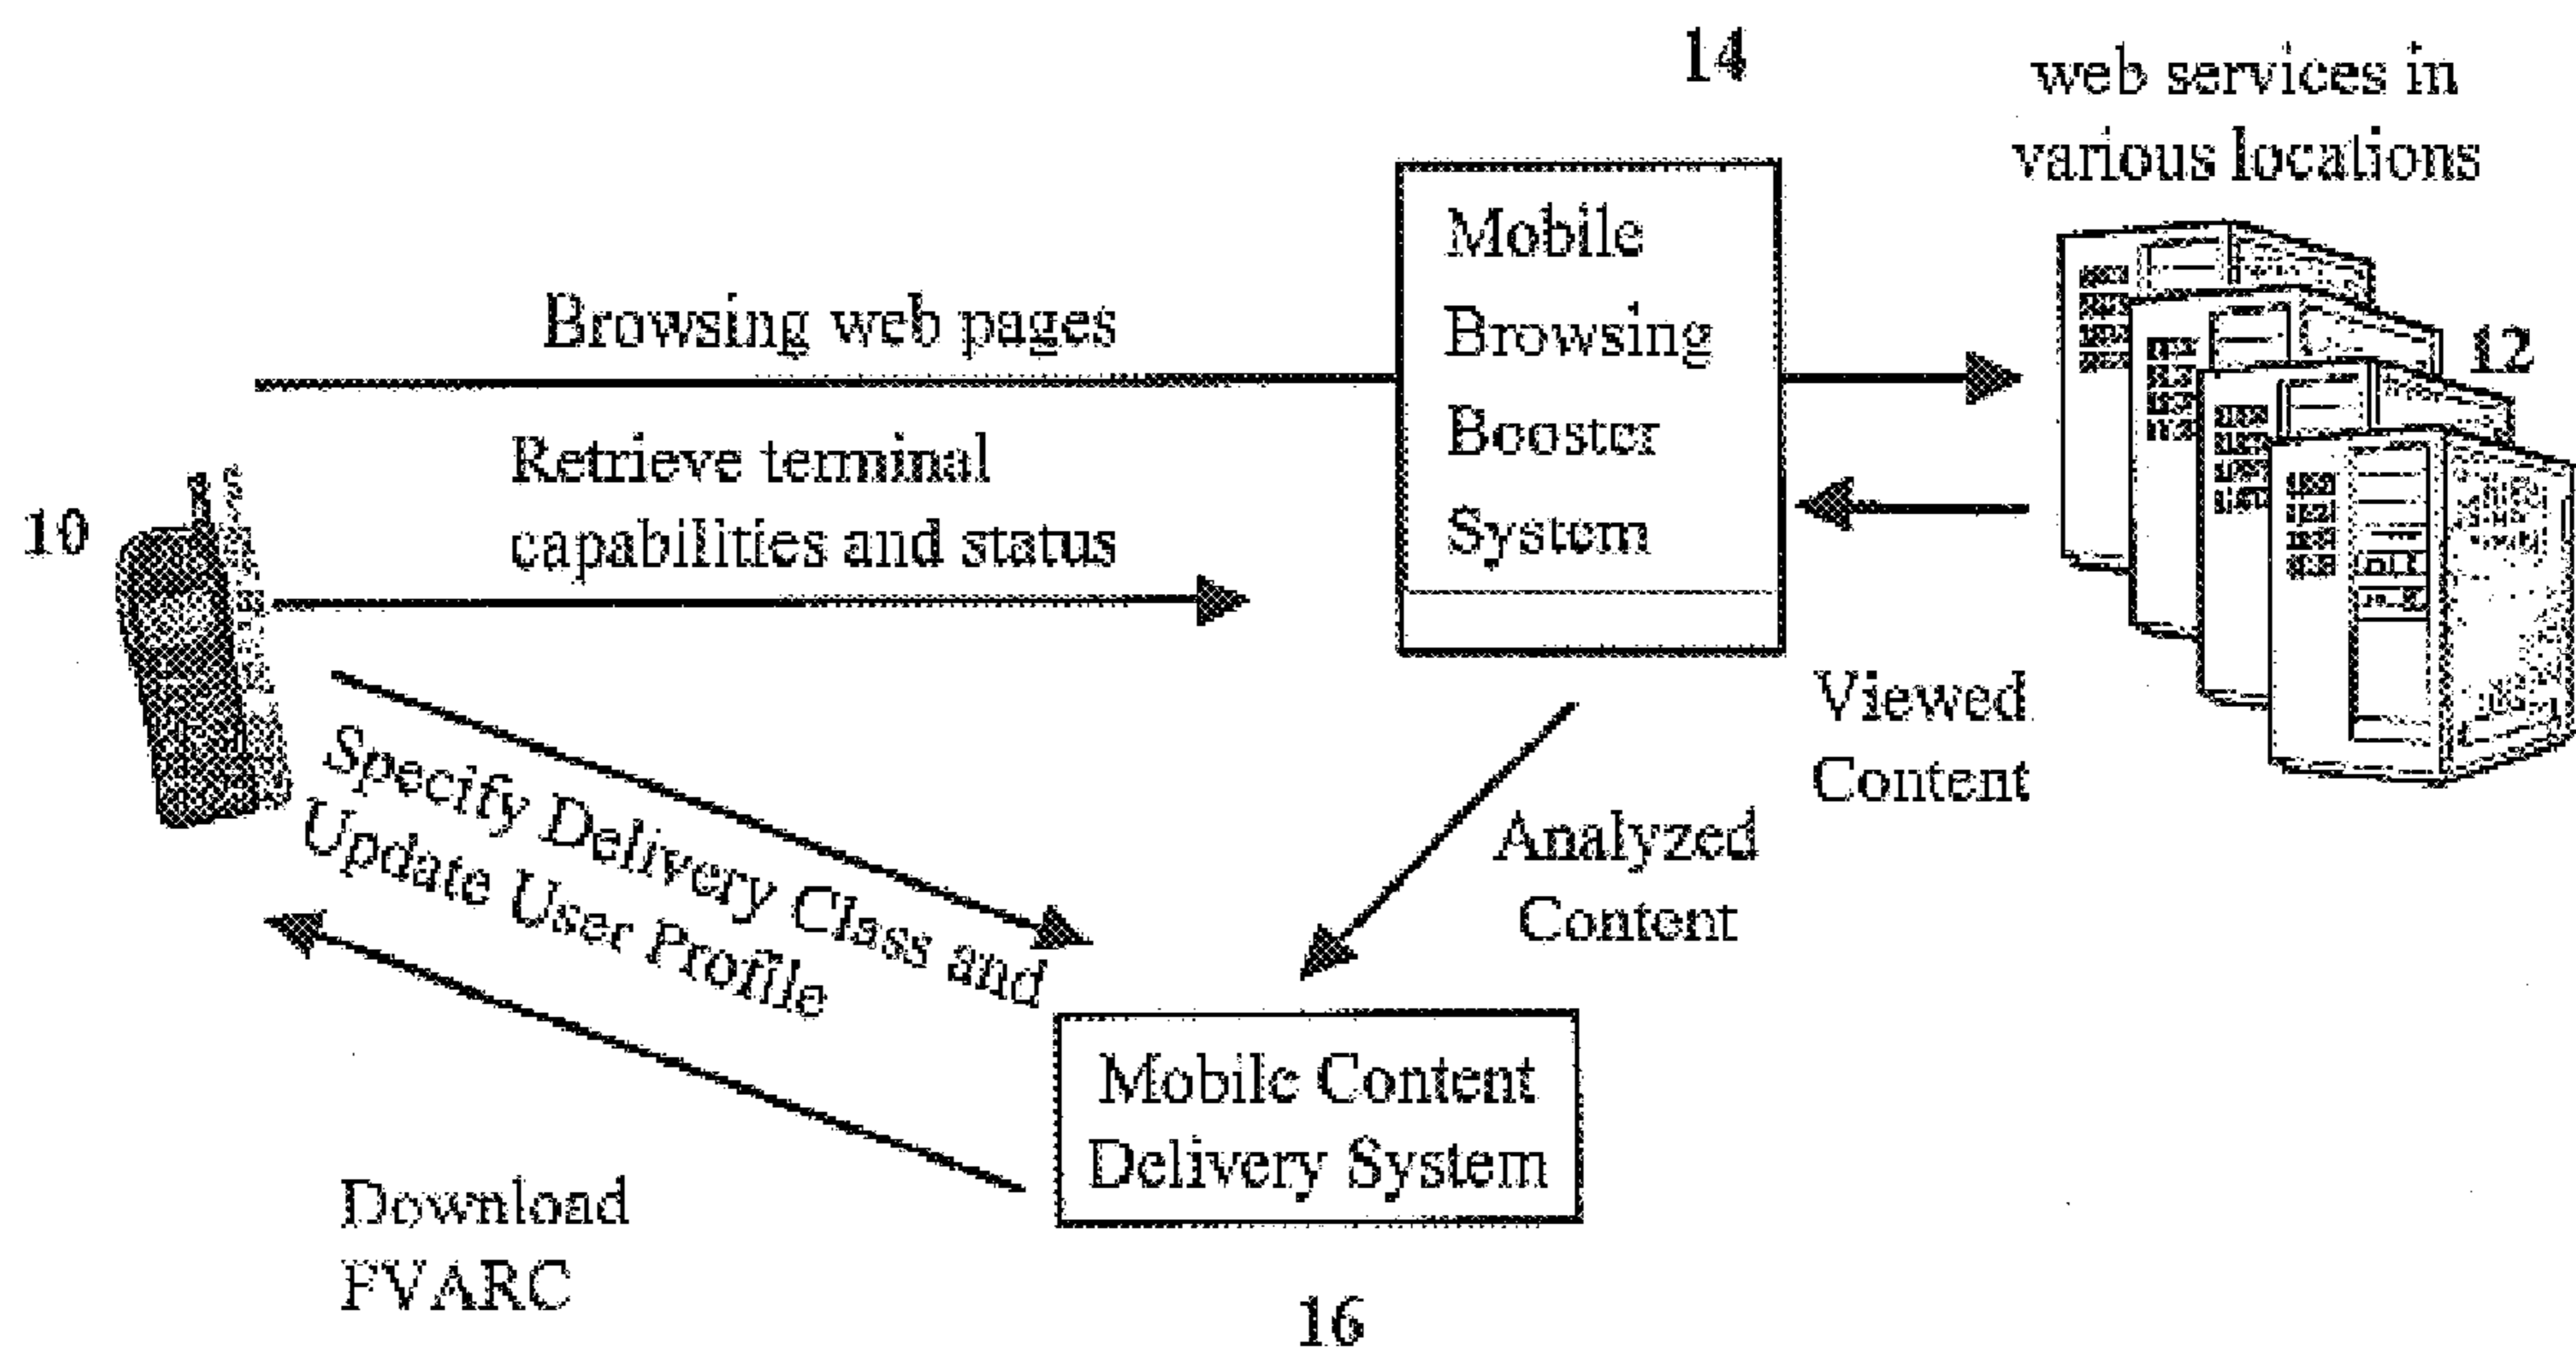 14
web services in
various locations
Mobile
Browsing
Booster
System
12
Browsing web pages
Retrieve terminal
capabilities and status
10
Viewed
Content
Specify Delivery Class and
Update User Profile
Analyzed
Content
Mobile Content
Delivery System
Download
FVARC
16